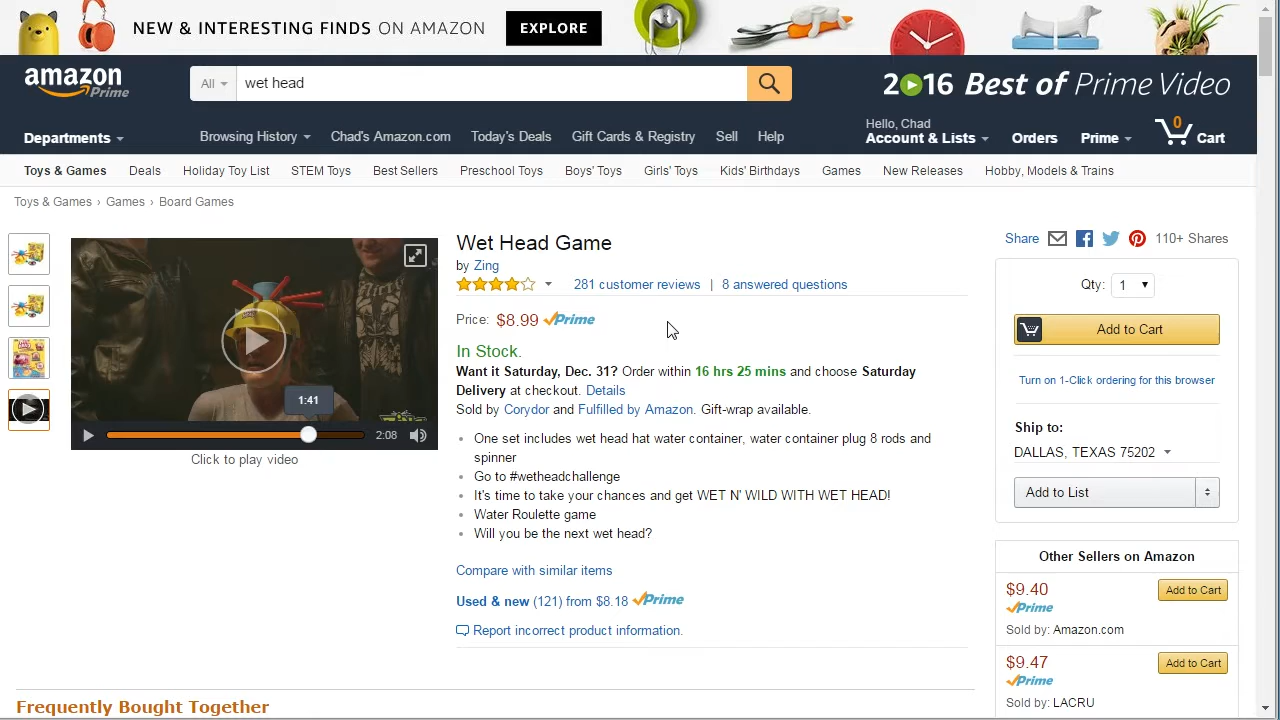 NEW & INTERESTING FINDS ON AMAZON EXPLORE
amazon Prime
All wet head
2016 Best of Prime Video
Departments
Browsing History Chad's Amazon.com Today's Deals Gift Cards & Registry Sell Help
Hello, Chad
Account & Lists Orders Prime 0 Cart
Toys & Games Deals Holiday Toy List STEM Toys Best Sellers Preschool Toys Boys' Toys Girls' Toys Kids' Birthdays Games New Releases Hobby, Models & Trains
Toys & Games › Games › Board Games
1:41
2:08
Click to play video
Wet Head Game
by Zing
281 customer reviews | 8 answered questions
Price: $8.99 Prime
In Stock.
Want it Saturday, Dec. 31? Order within 16 hrs 25 mins and choose Saturday
Delivery at checkout. Details
Sold by Corydor and Fulfilled by Amazon. Gift-wrap available.
• One set includes wet head hat water container, water container plug 8 rods and
spinner
• Go to #wetheadchallenge
• It's time to take your chances and get WET N' WILD WITH WET HEAD!
• Water Roulette game
• Will you be the next wet head?
Compare with similar items
Used & new (121) from $8.18 Prime
Report incorrect product information.
Share 110+ Shares
Qty: 1
Add to Cart
Turn on 1-Click ordering for this browser
Ship to:
DALLAS, TEXAS 75202
Add to List
Other Sellers on Amazon
$9.40 Add to Cart
Prime
Sold by: Amazon.com
$9.47 Add to Cart
Prime
Sold by: LACRU
Frequently Bought Together